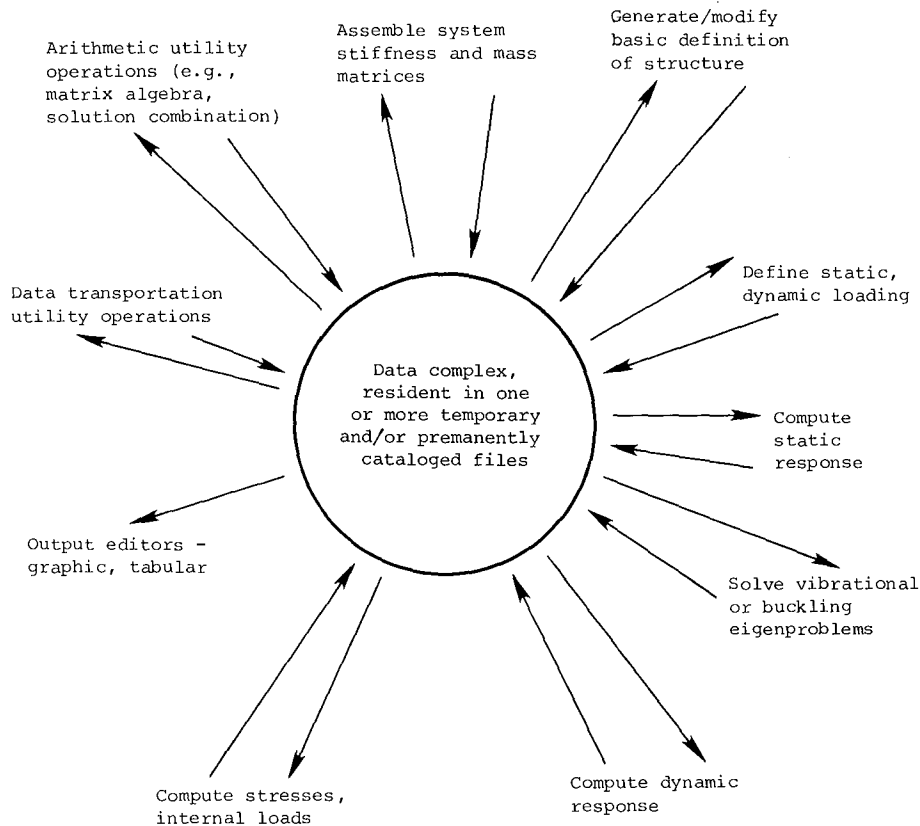 Arithmetic utility
operations (e.g.,
matrix algebra,
solution combination)
Assemble system
stiffness and mass
matrices
Generate/modify
basic definition
of structure
Data transportation
utility operations
Define static,
dynamic loading
Data complex,
resident in one
or more temporary
and/or premanently
cataloged files
Compute
static
response
Output editors -
graphic, tabular
Solve vibrational
or buckling
eigenproblems
Compute stresses,
internal loads
Compute dynamic
response